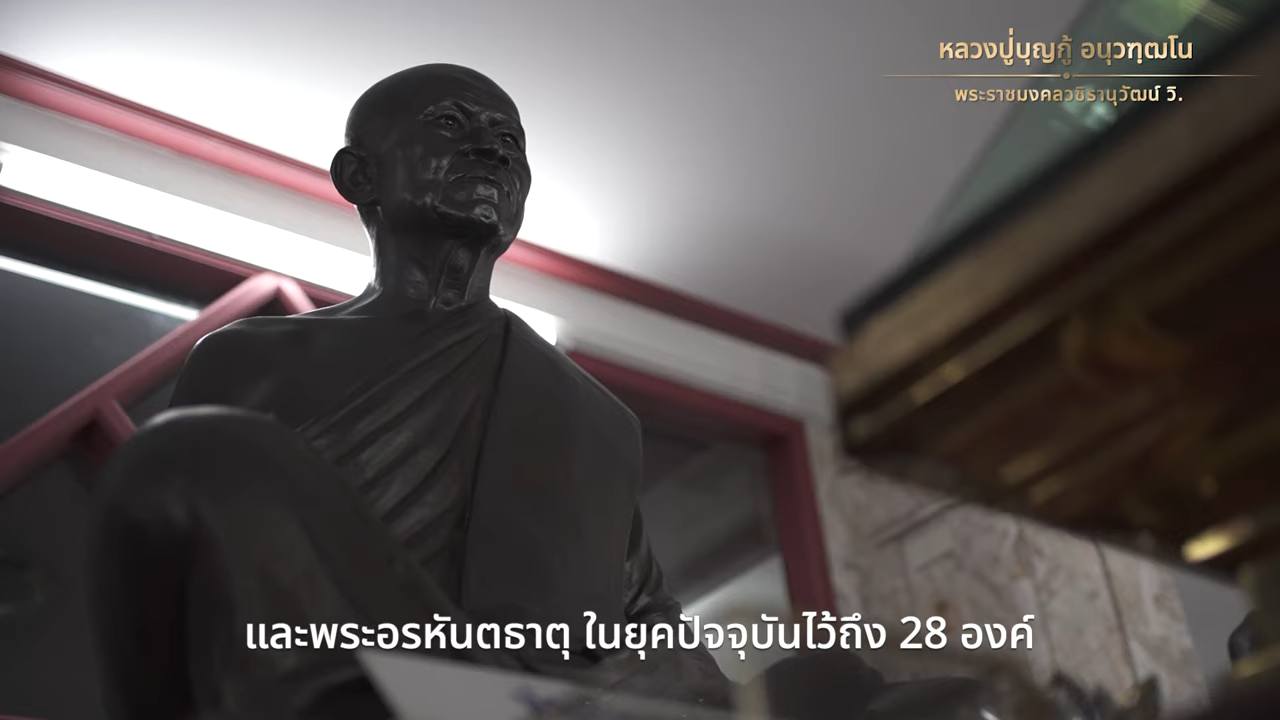 หลวงปู่บุญกู้ อนุวฑฺฒโน
พระราชมงคลวชิรานุวัฒน์ วิ.
และพระอรหันตธาตุ ในยุคปัจจุบันไว้ถึง 28 องค์